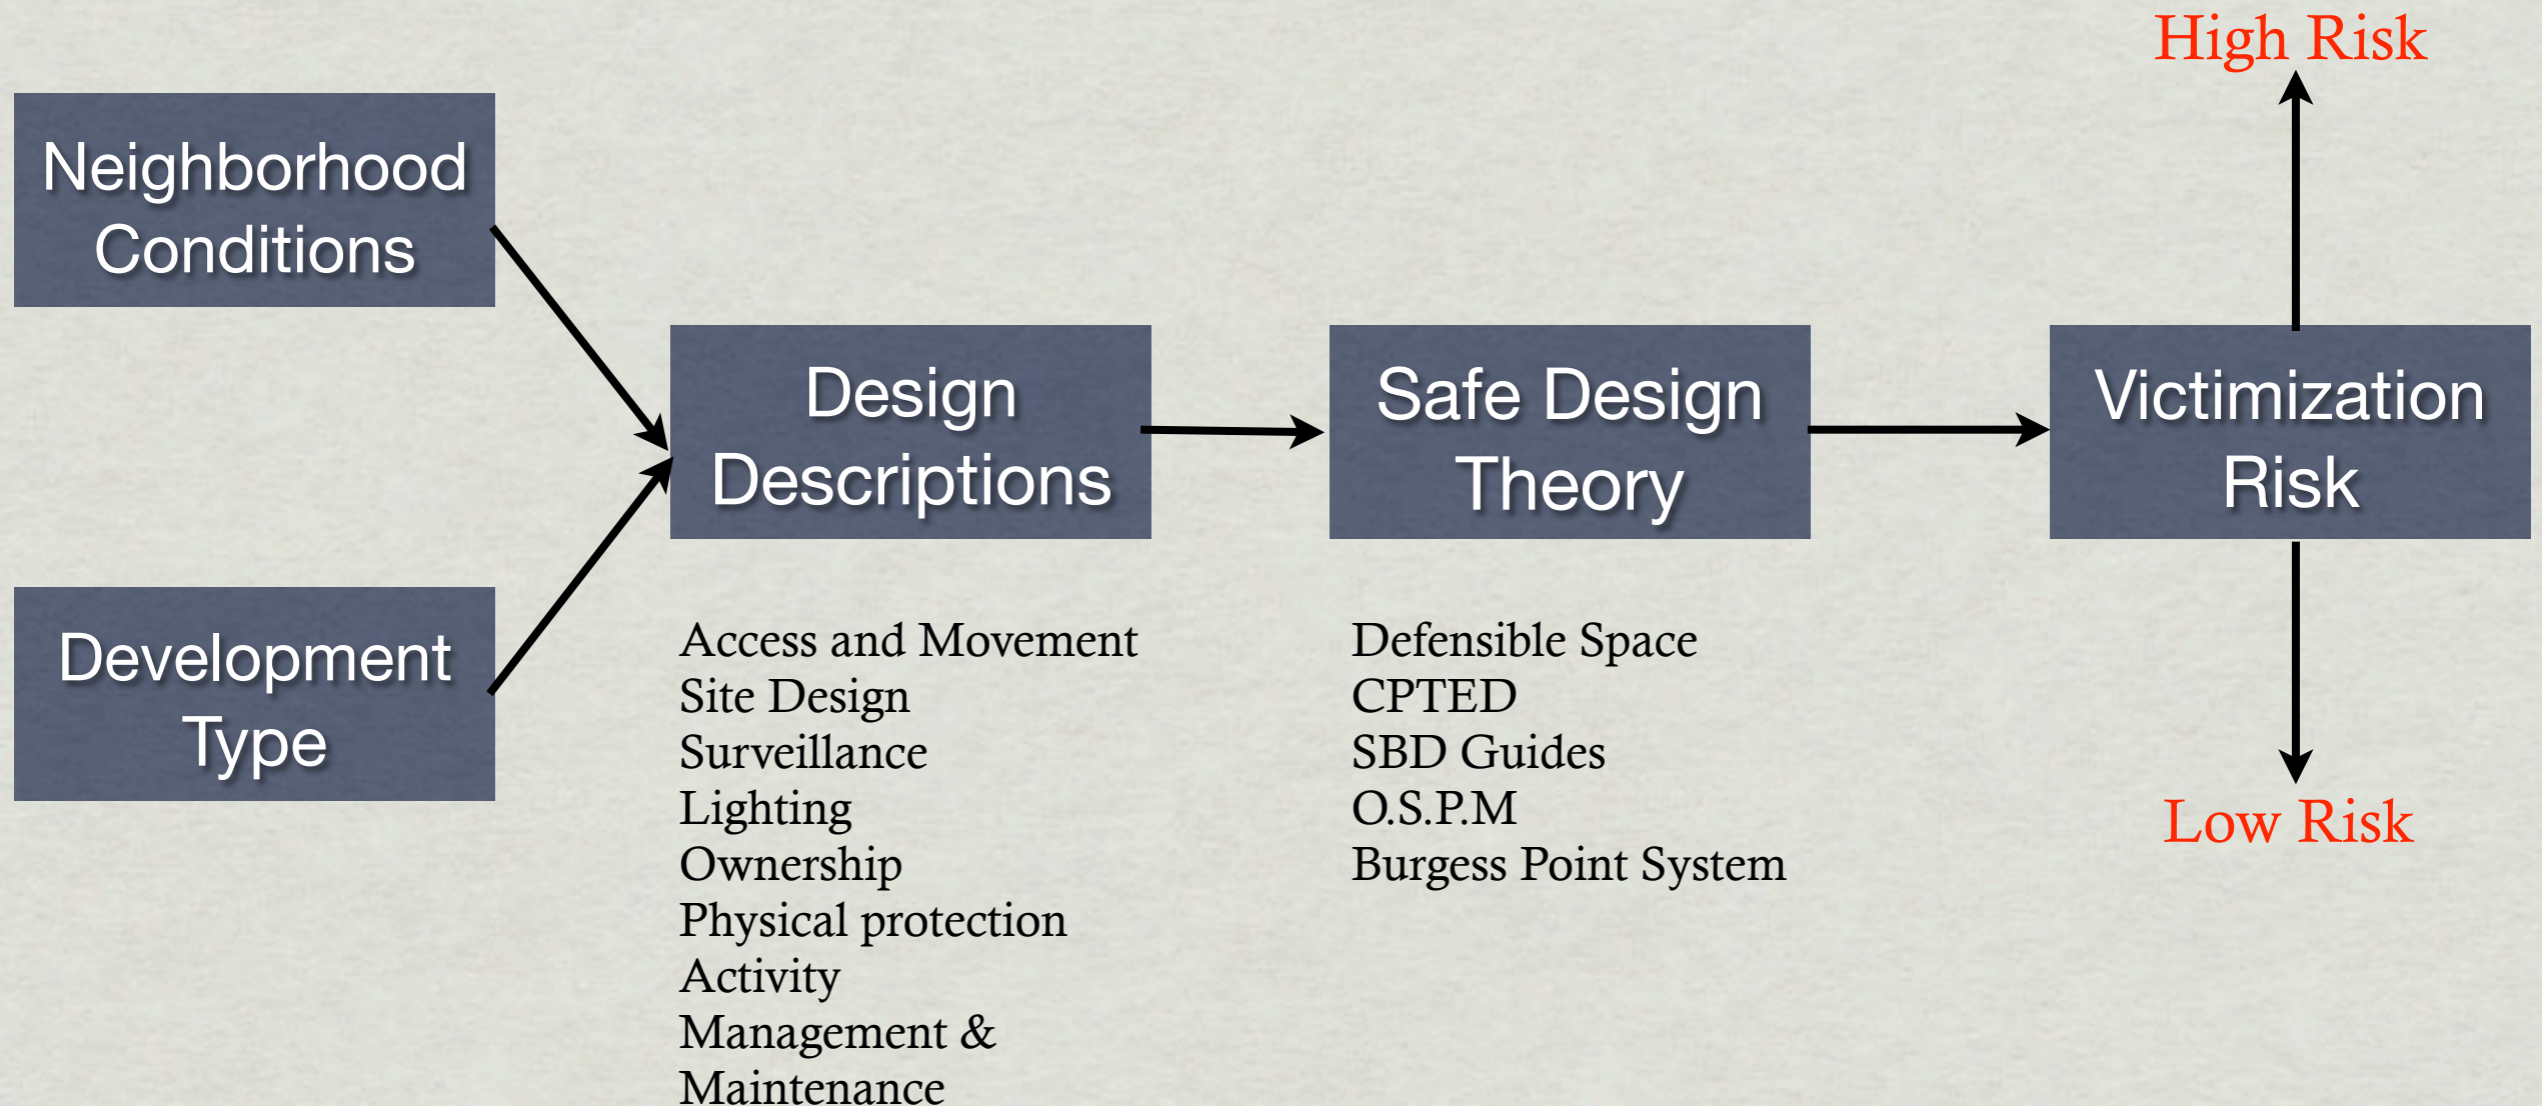 High Risk
Neighborhood
Conditions
Design
Descriptions
Safe Design
Theory
Victimization
Risk
Development
Type
Access and Movement
Site Design
Surveillance
Lighting
Ownership
Physical protection
Activity
Management &
Maintenance
Defensible Space
CPTED
SBD Guides
O.S.P.M
Burgess Point System
Low Risk